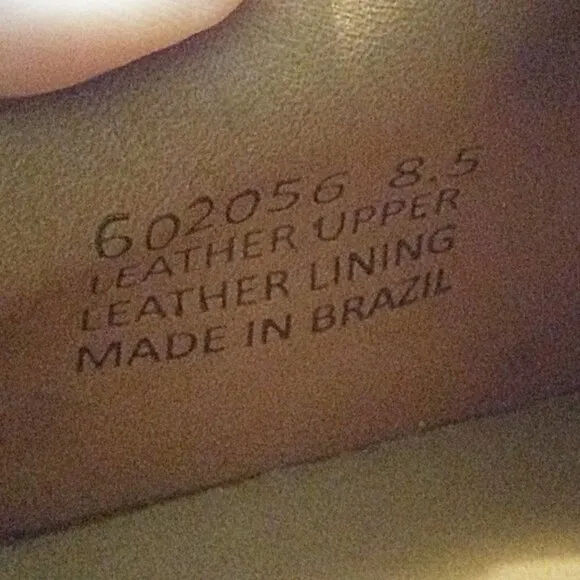 602056 8.5
LEATHER UPPER
LEATHER LINING
MADE IN BRAZIL